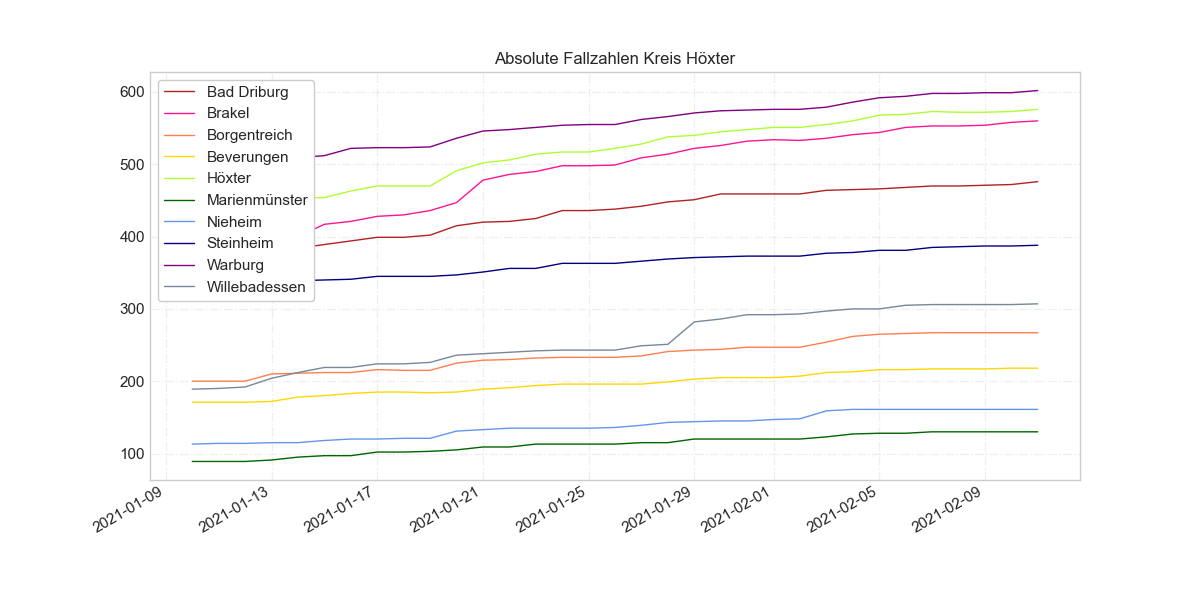 Absolute Fallzahlen Kreis Höxter
600
500
400
300
200
100
Bad Driburg
Brakel
Borgentreich
Beverungen
Höxter
Marienmünster
Nieheim
Steinheim
Warburg
Willebadessen
2021-01-09
2021-01-13
2021-01-17
2021-01-21
2021-01-25
2021-01-29
2021-02-01
2021-02-05
2021-02-09